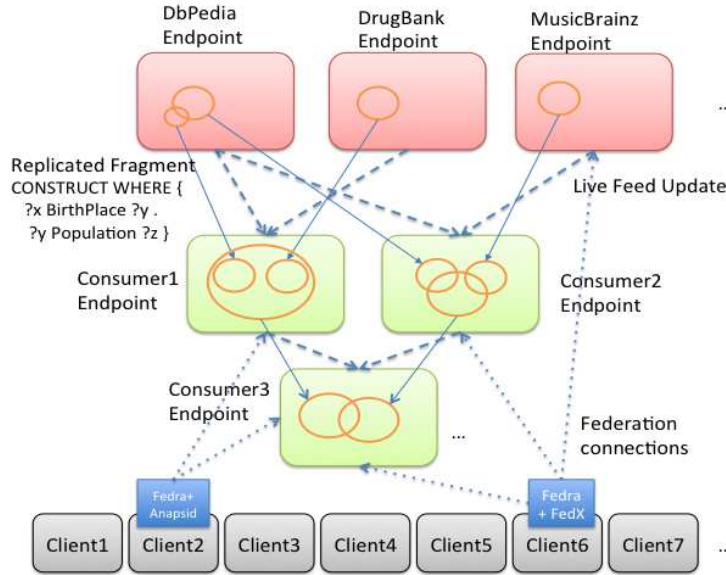 DbPedia
Endpoint
DrugBank
Endpoint
MusicBrainz
Endpoint
...
Replicated Fragment
CONSTRUCT WHERE {
?x BirthPlace ?y .
?y Population ?z }
Live Feed Update
Consumer1
Endpoint
Consumer2
Endpoint
Consumer3
Endpoint
...
Federation
connections
Fedra+
Anapsid
Fedra
+ FedX
Client1
Client2
Client3
Client4
Client5
Client6
Client7
...